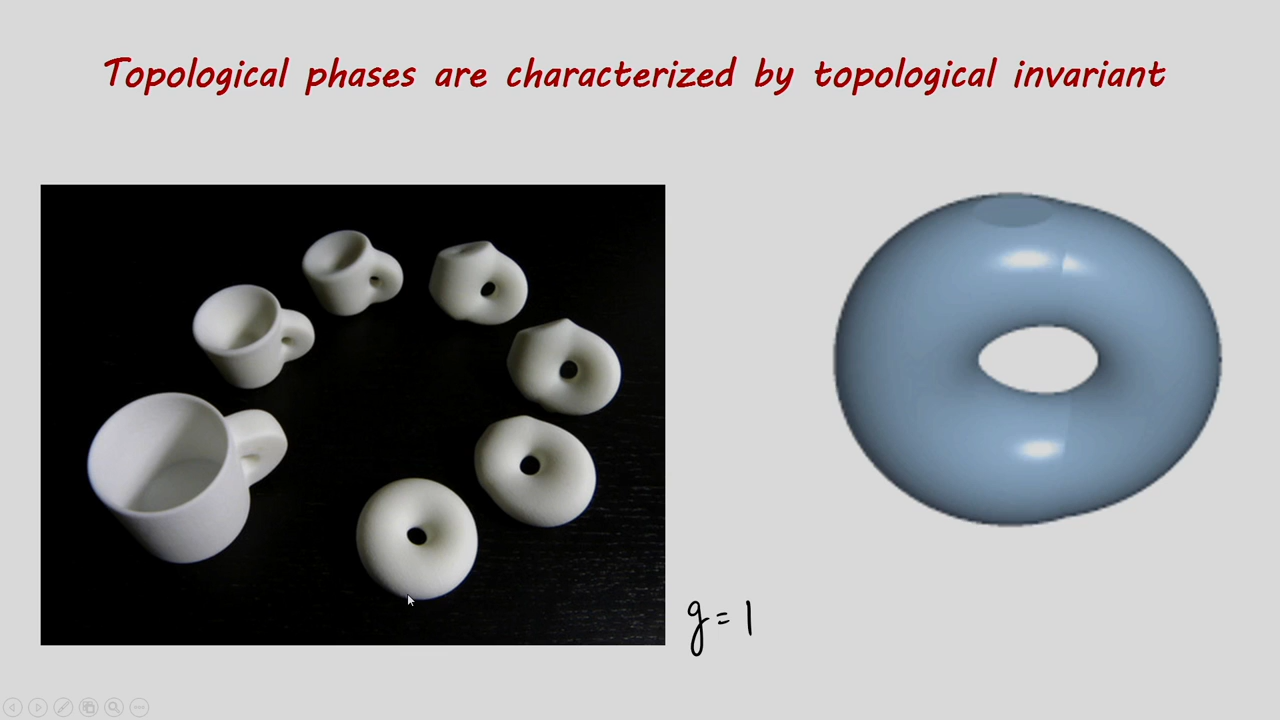 Topological phases are characterized by topological invariant
g = 1